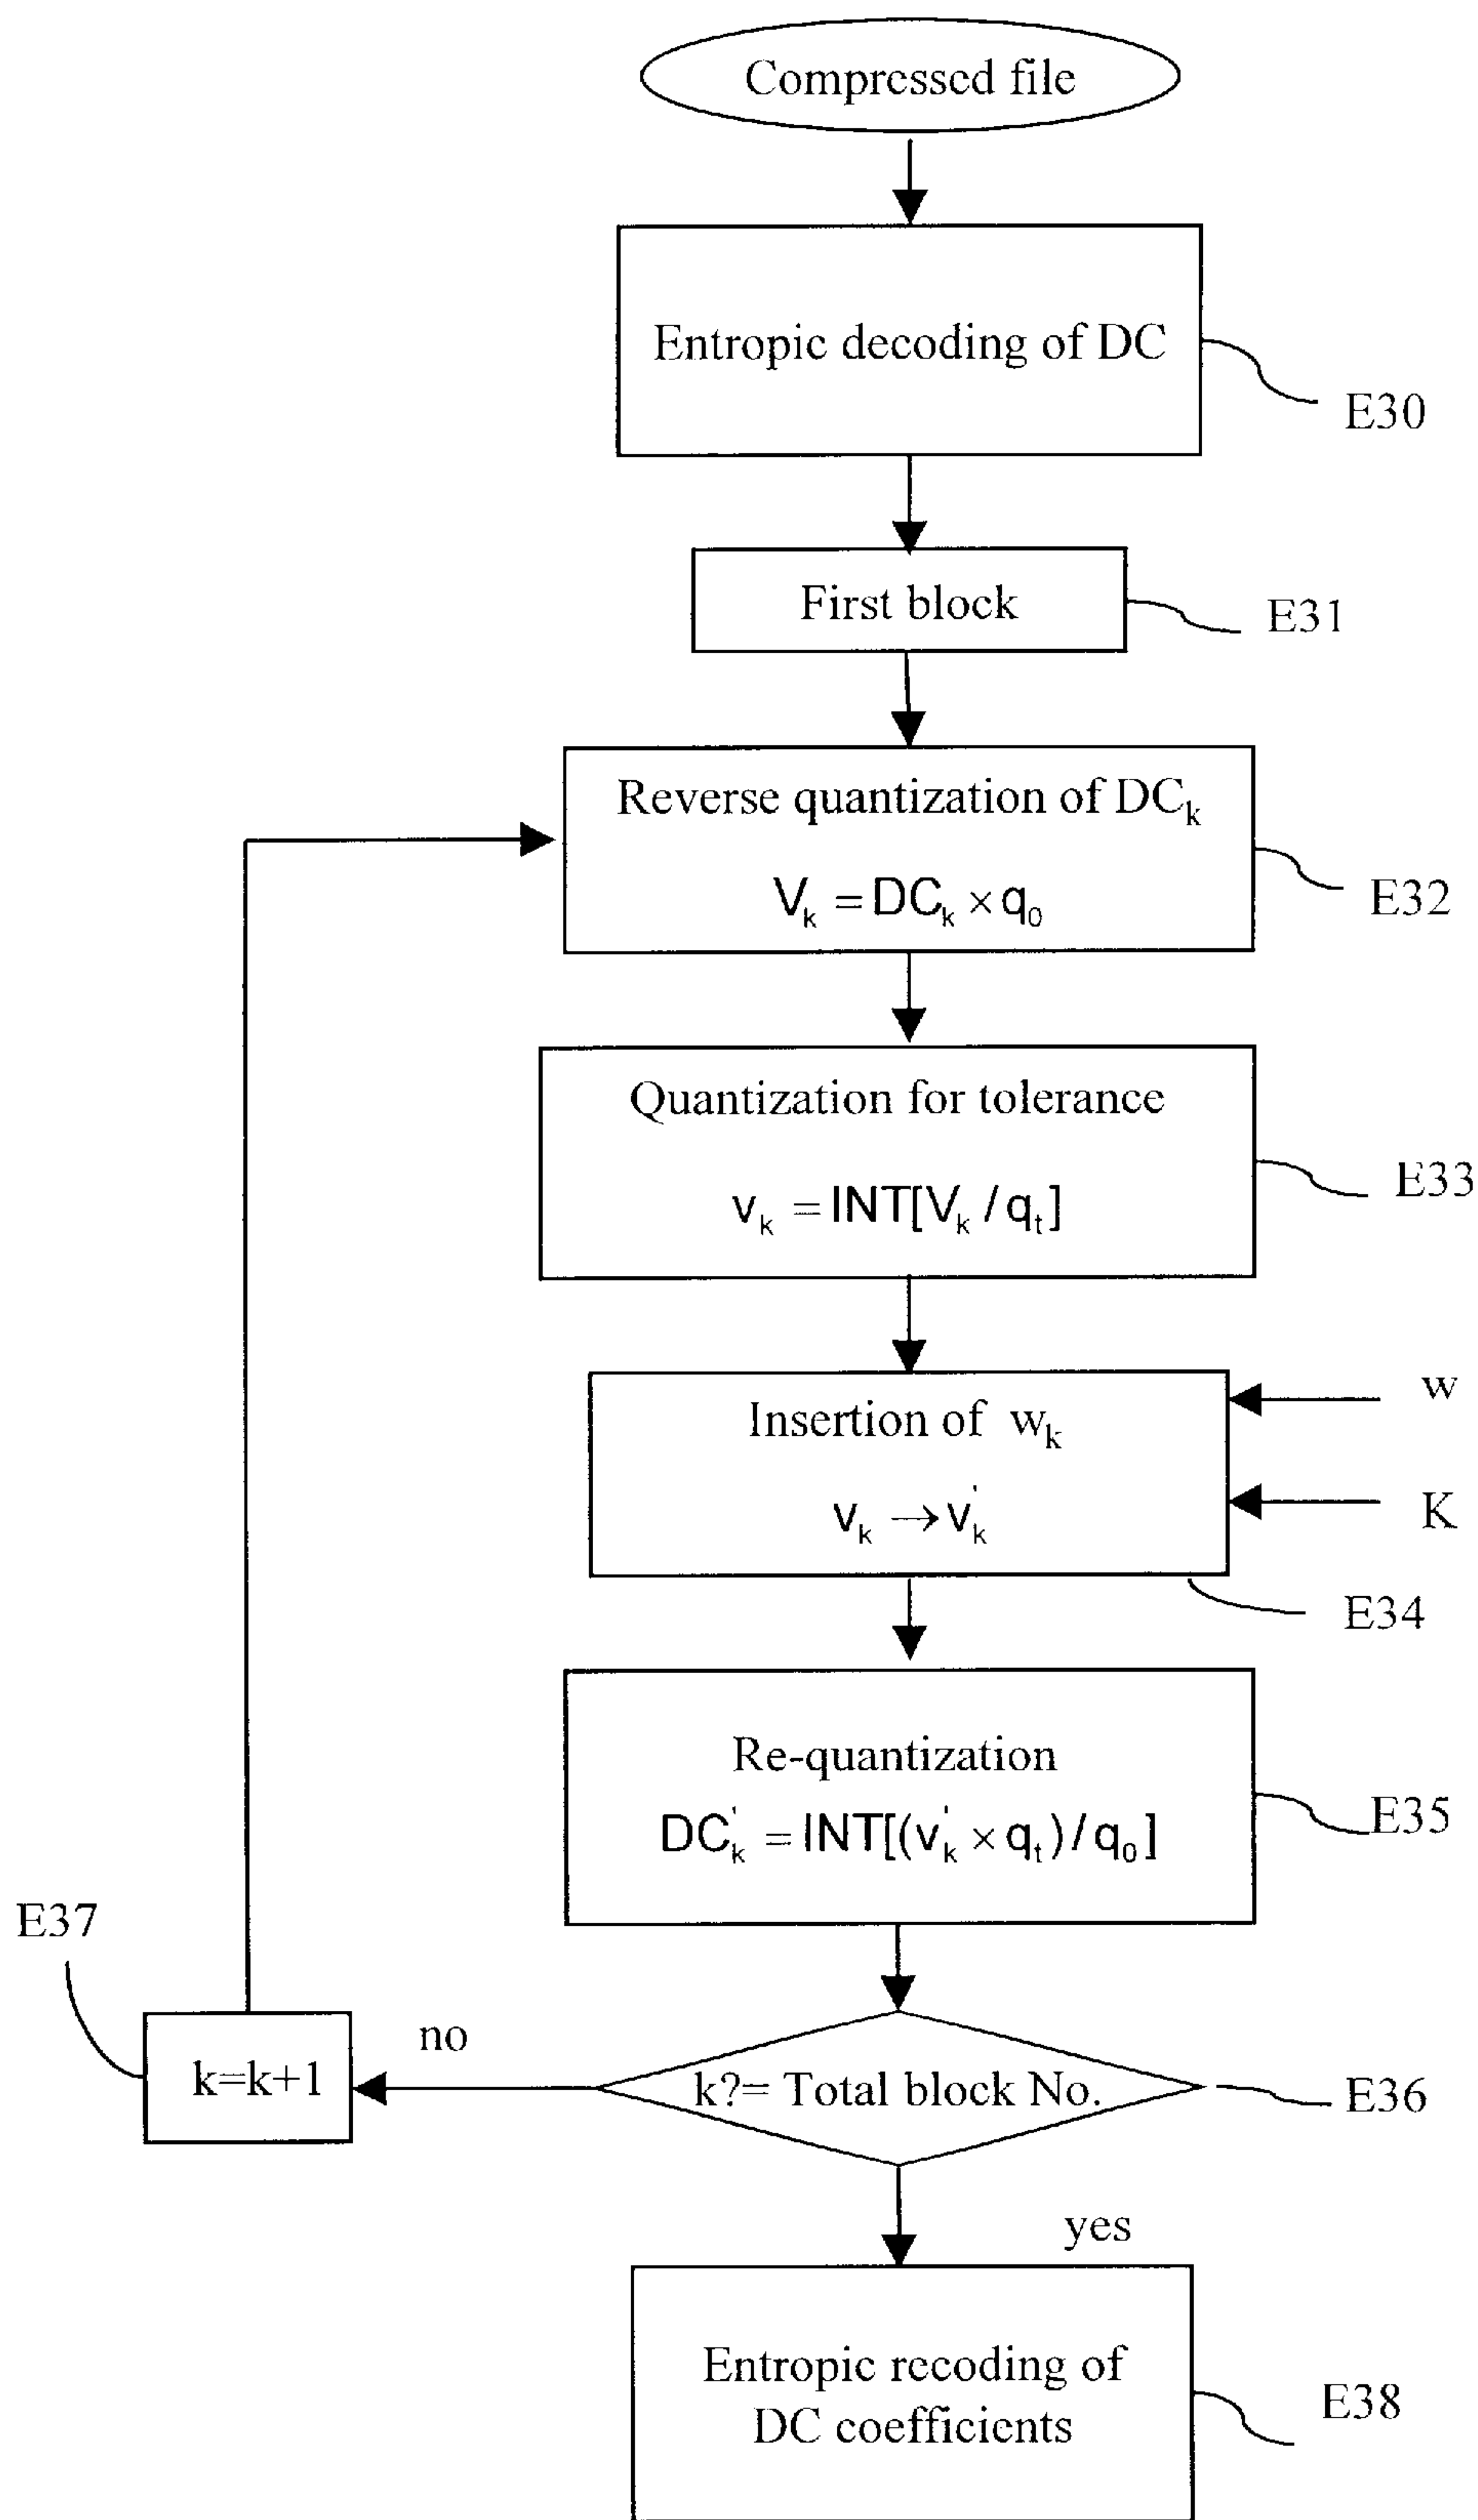 Compressed file
Entropic decoding of DC
E30
First block
E31
Reverse quantization of DCₖ
Vₖ = DCₖ × q₀
E32
Quantization for tolerance
vₖ = INT[Vₖ / qₜ]
E33
Insertion of wₖ
w
vₖ → v'ₖ
K
E34
Re-quantization
DC'ₖ = INT[(v'ₖ × qₜ) / q₀]
E35
E37
no
k=k+1
k?= Total block No.
E36
yes
Entropic recoding of
DC coefficients
E38